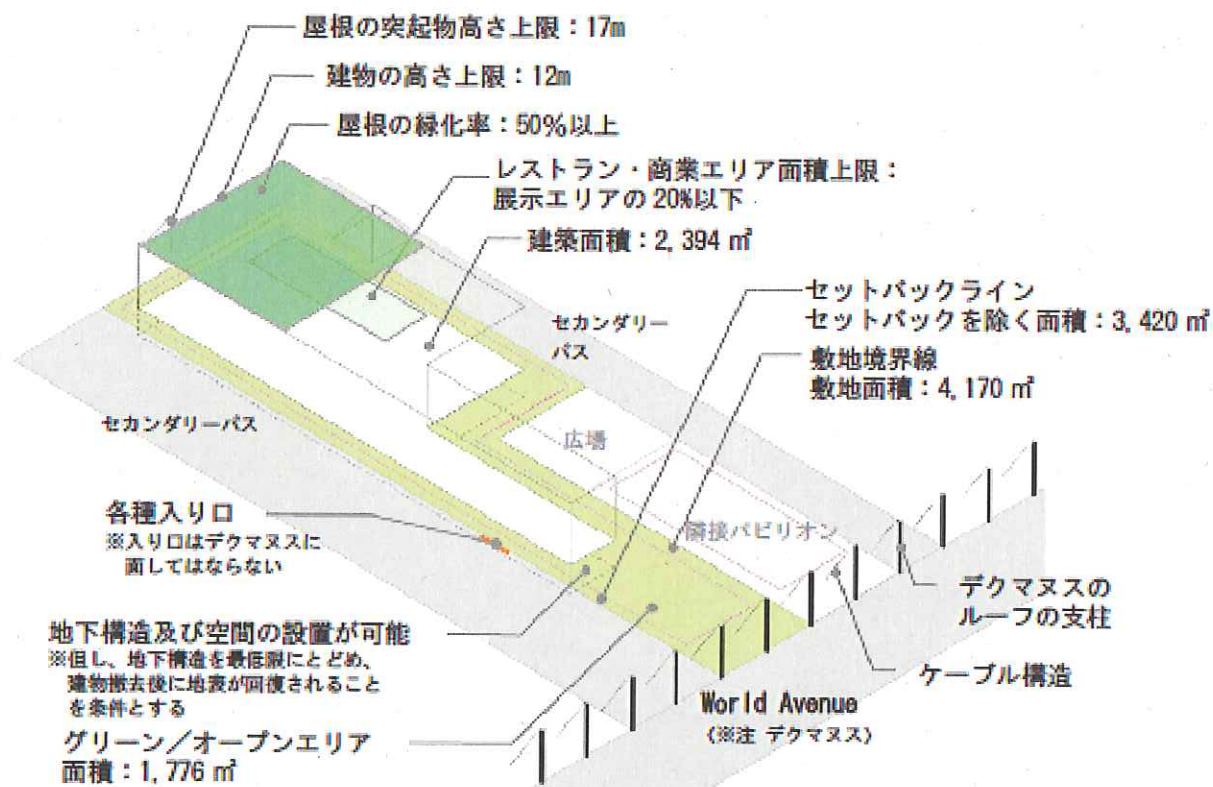 屋根の突起物高さ上限：17m
建物の高さ上限：12m
屋根の緑化率：50%以上
レストラン・商業エリア面積上限：
展示エリアの20%以下
建築面積：2,394 ㎡
セットバックライン
セットバックを除く面積：3,420 ㎡
セカンダリー
パス
敷地境界線
敷地面積：4,170 ㎡
セカンダリーパス
広場
各種入り口
※入り口はデクマヌスに
面してはならない
隣接パビリオン
デクマヌスの
ルーフの支柱
地下構造及び空間の設置が可能
※但し、地下構造を最低限にとどめ、
建物撤去後に地表が回復されること
を条件とする
ケーブル構造
World Avenue
（※注 デクマヌス）
グリーン／オープンエリア
面積：1,776 ㎡